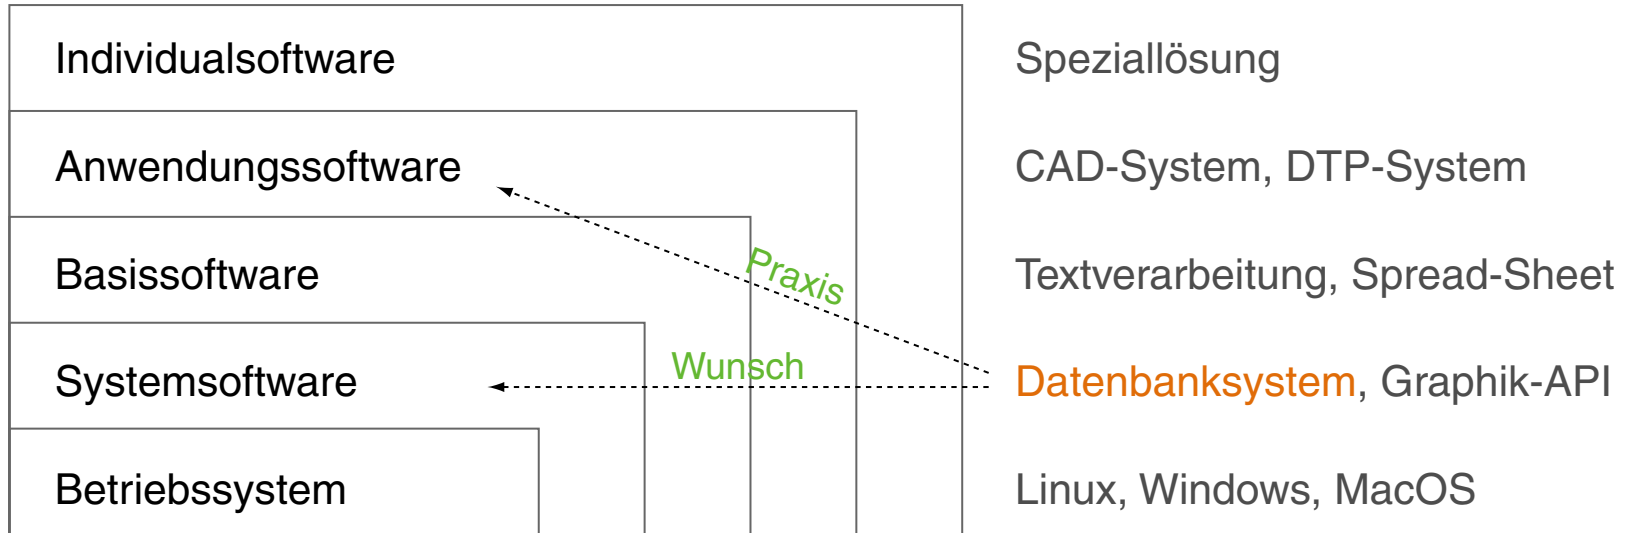 Individualsoftware Speziallösung
Anwendungssoftware CAD-System, DTP-System
Basissoftware Praxis Textverarbeitung, Spread-Sheet
Systemsoftware Wunsch Datenbanksystem, Graphik-API
Betriebssystem Linux, Windows, MacOS